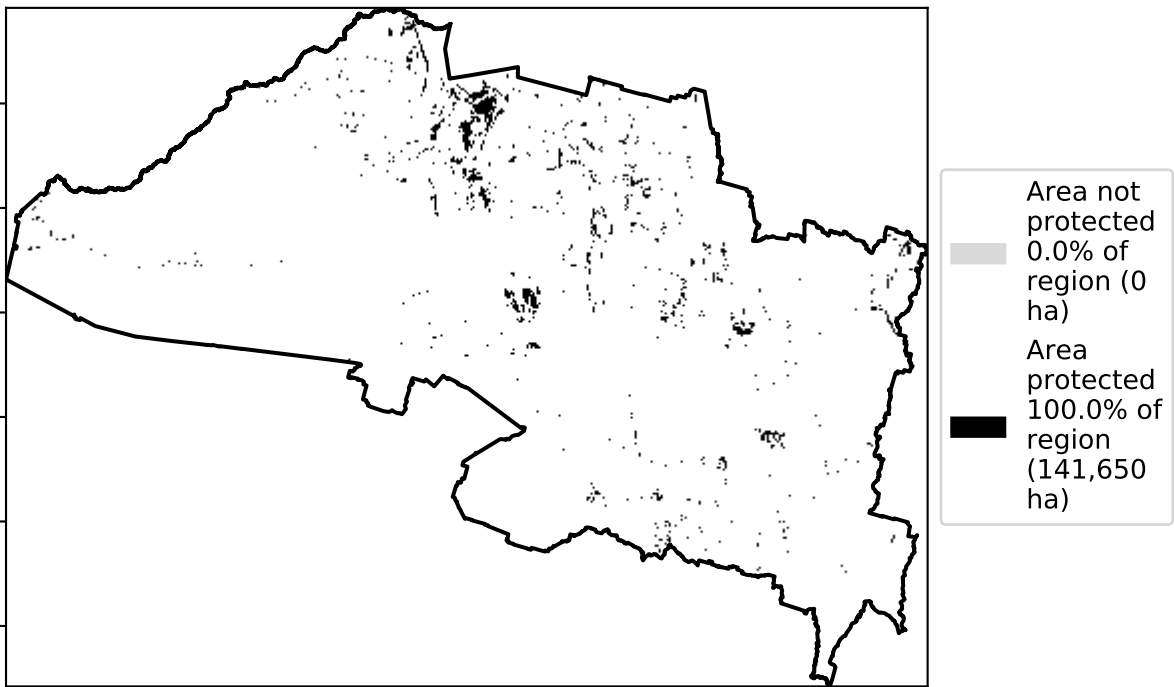 Area not
protected
0.0% of
region (0
ha)
Area
protected
100.0% of
region
(141,650
ha)